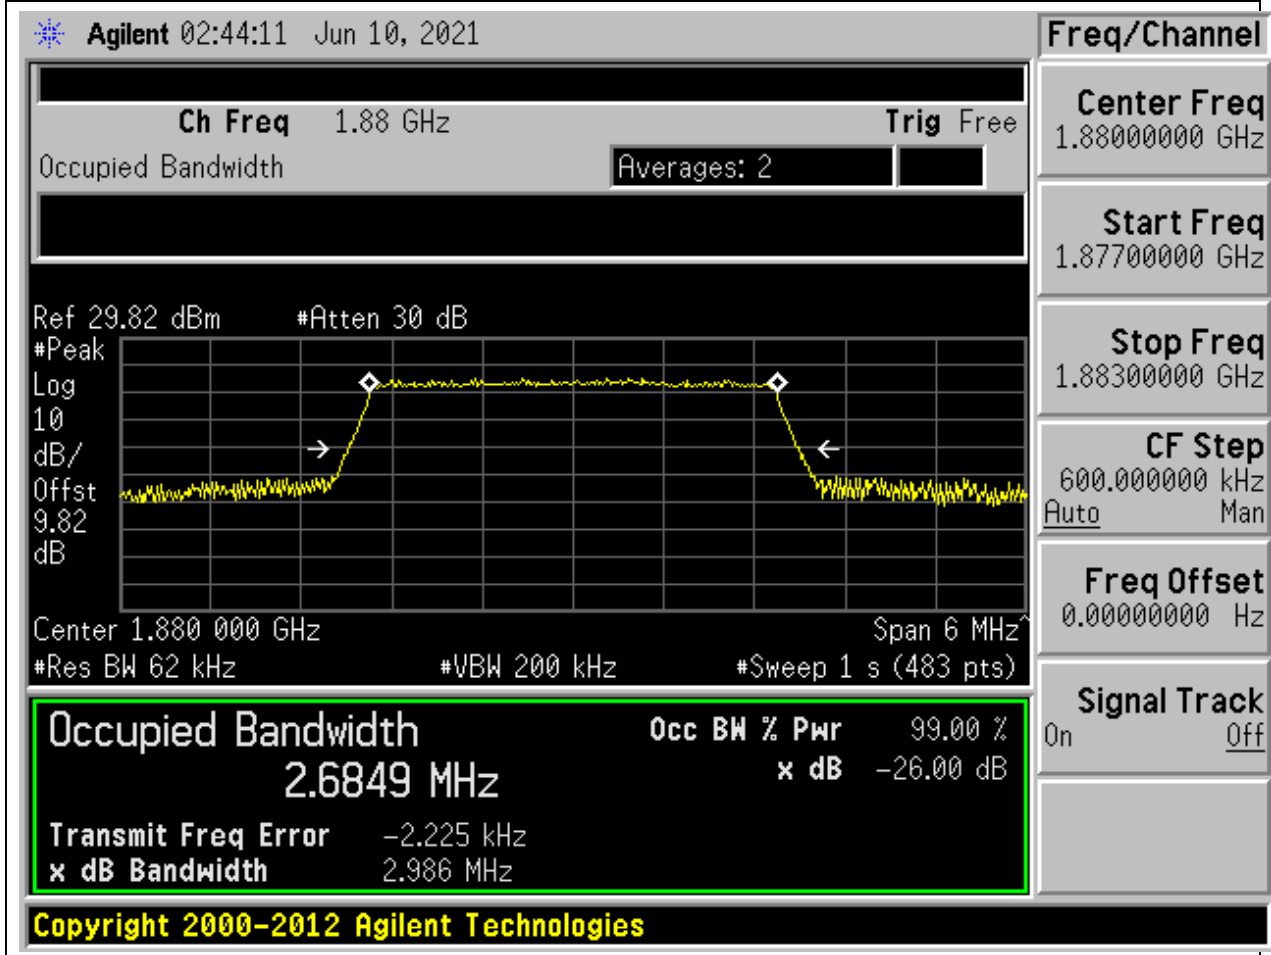 Agilent 02:44:11 Jun 10, 2021
Freq/Channel
Ch Freq 1.88 GHz Trig Free
Occupied Bandwidth Averages: 2
Center Freq
1.88000000 GHz
Start Freq
1.87700000 GHz
Stop Freq
1.88300000 GHz
CF Step
600.000000 kHz
Auto Man
Freq Offset
0.00000000 Hz
Signal Track
On Off
Ref 29.82 dBm #Atten 30 dB
#Peak
Log
10
dB/
Offst
9.82
dB
Center 1.880 000 GHz Span 6 MHz^
#Res BW 62 kHz #VBW 200 kHz #Sweep 1 s (483 pts)
Occupied Bandwidth
2.6849 MHz
Occ BW % Pwr 99.00 %
x dB -26.00 dB
Transmit Freq Error -2.225 kHz
x dB Bandwidth 2.986 MHz
Copyright 2000-2012 Agilent Technologies